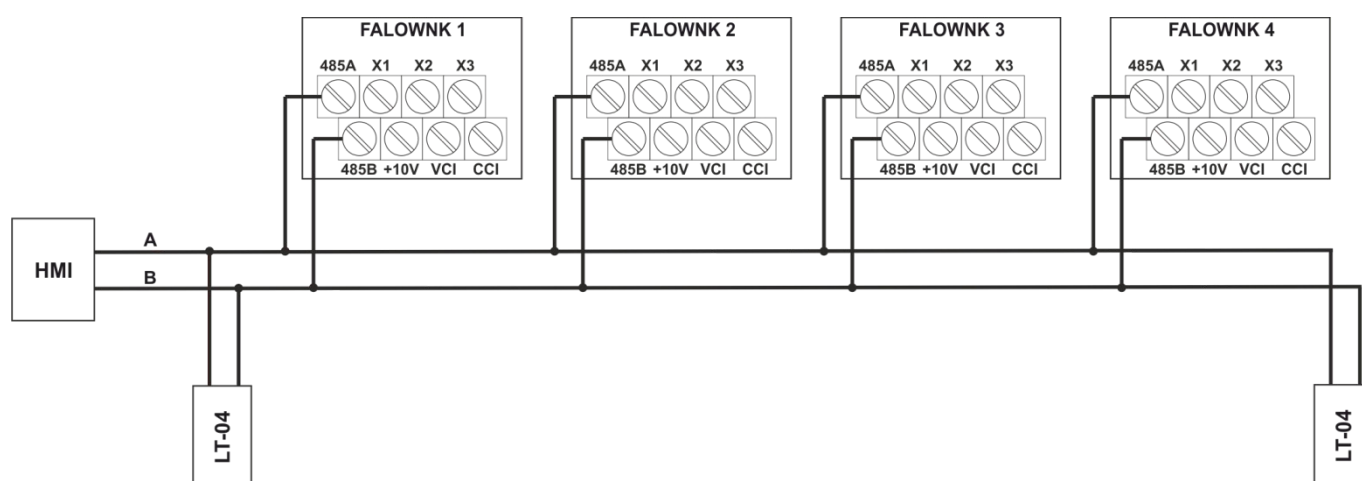 FALOWNK 1
485A X1 X2 X3
485B +10V VCI CCI
FALOWNK 2
485A X1 X2 X3
485B +10V VCI CCI
FALOWNK 3
485A X1 X2 X3
485B +10V VCI CCI
FALOWNK 4
485A X1 X2 X3
485B +10V VCI CCI
HMI
A
B
LT-04
LT-04